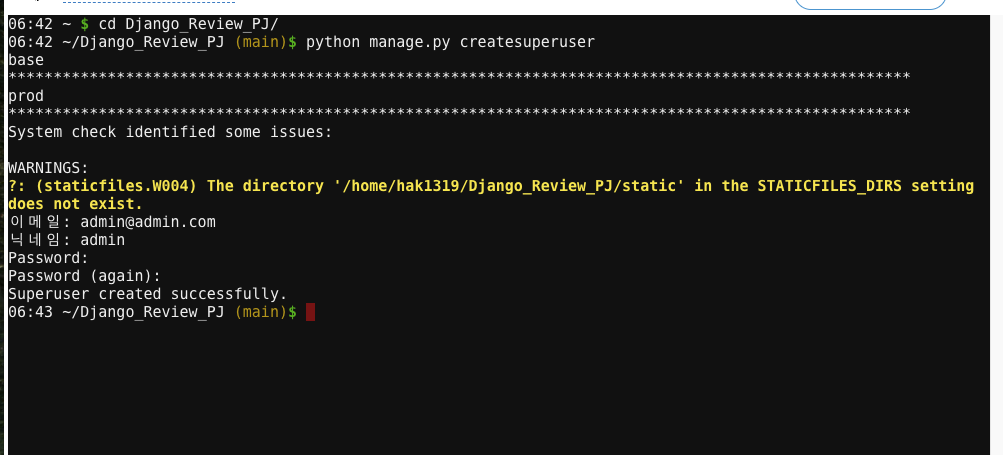 06:42 ~ $ cd Django_Review_PJ/
06:42 ~/Django_Review_PJ (main)$ python manage.py createsuperuser
base
****************************************************************************************************
prod
****************************************************************************************************
System check identified some issues:
WARNINGS:
?: (staticfiles.W004) The directory '/home/hak1319/Django_Review_PJ/static' in the STATICFILES_DIRS setting
does not exist.
이메일: admin@admin.com
닉네임: admin
Password:
Password (again):
Superuser created successfully.
06:43 ~/Django_Review_PJ (main)$